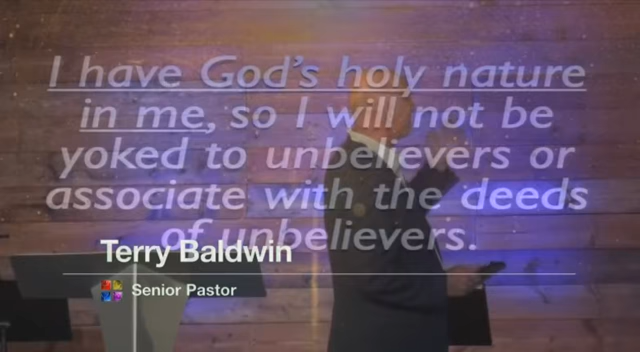 I have God's holy nature
in me, so I will not be
yoked to unbelievers or
associate with the deeds
of unbelievers.
Terry Baldwin
Senior Pastor